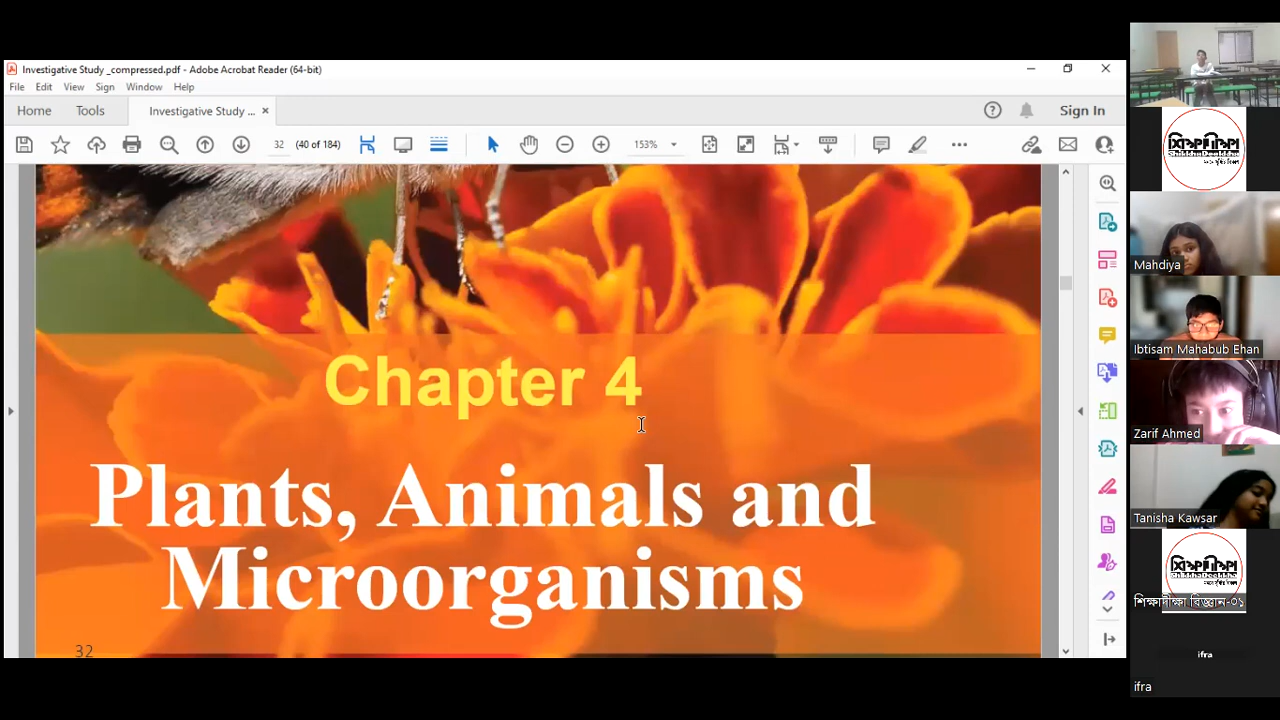 Investigative Study _compressed.pdf - Adobe Acrobat Reader (64-bit)
File Edit View Window Help
Home Tools Investigative Study ... × Sign In
32 (40 of 184) 153%
Chapter 4
Plants, Animals and
Microorganisms
32
শিক্ষাদীক্ষা
ShikkhaDeekkha
Mahdiya
Ibtisam Mahabub Ehan
Zarif Ahmed
Tanisha Kawsar
শিক্ষাদীক্ষা
ShikkhaDeekkha
শিক্ষাদীক্ষা বিজ্ঞান-০১
ifra
ifra